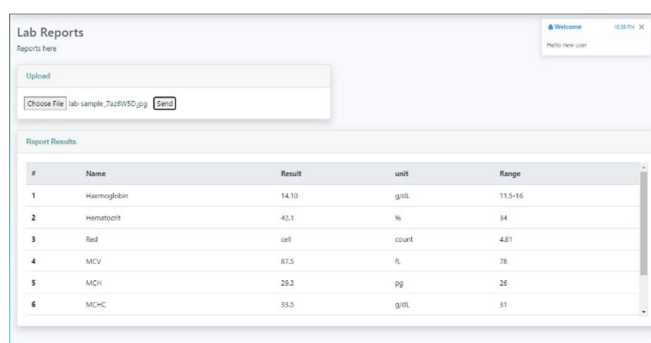 Lab Reports
Reports here
Welcome 10:38 PM X
Hello new user
Upload
Choose File lab-sample_7az6W5D.jpg Send
Report Results
# Name Result unit Range
1 Haemoglobin 14.10 g/dL 11.5-16
2 Hematocrit 42.1 % 34
3 Red cell count 4.81
4 MCV 87.5 fL 78
5 MCH 29.3 pg 26
6 MCHC 33.5 g/dL 31